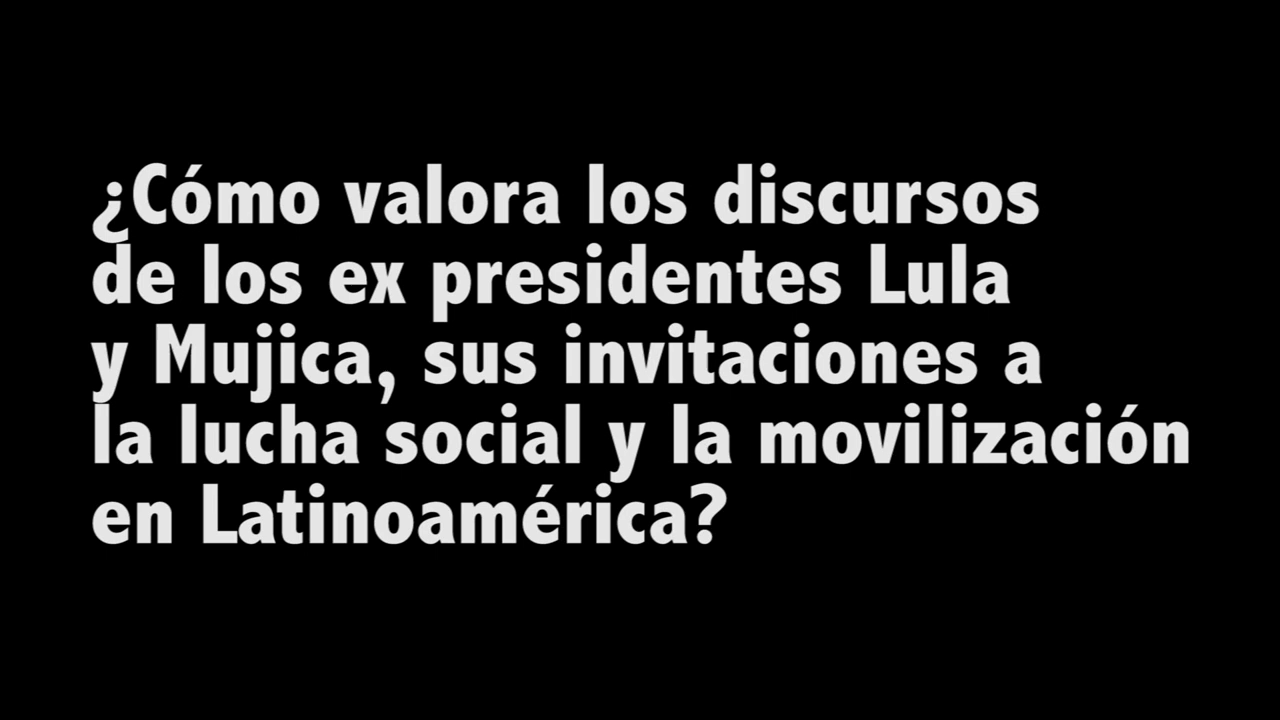 ¿Cómo valora los discursos
de los ex presidentes Lula
y Mujica, sus invitaciones a
la lucha social y la movilización
en Latinoamérica?